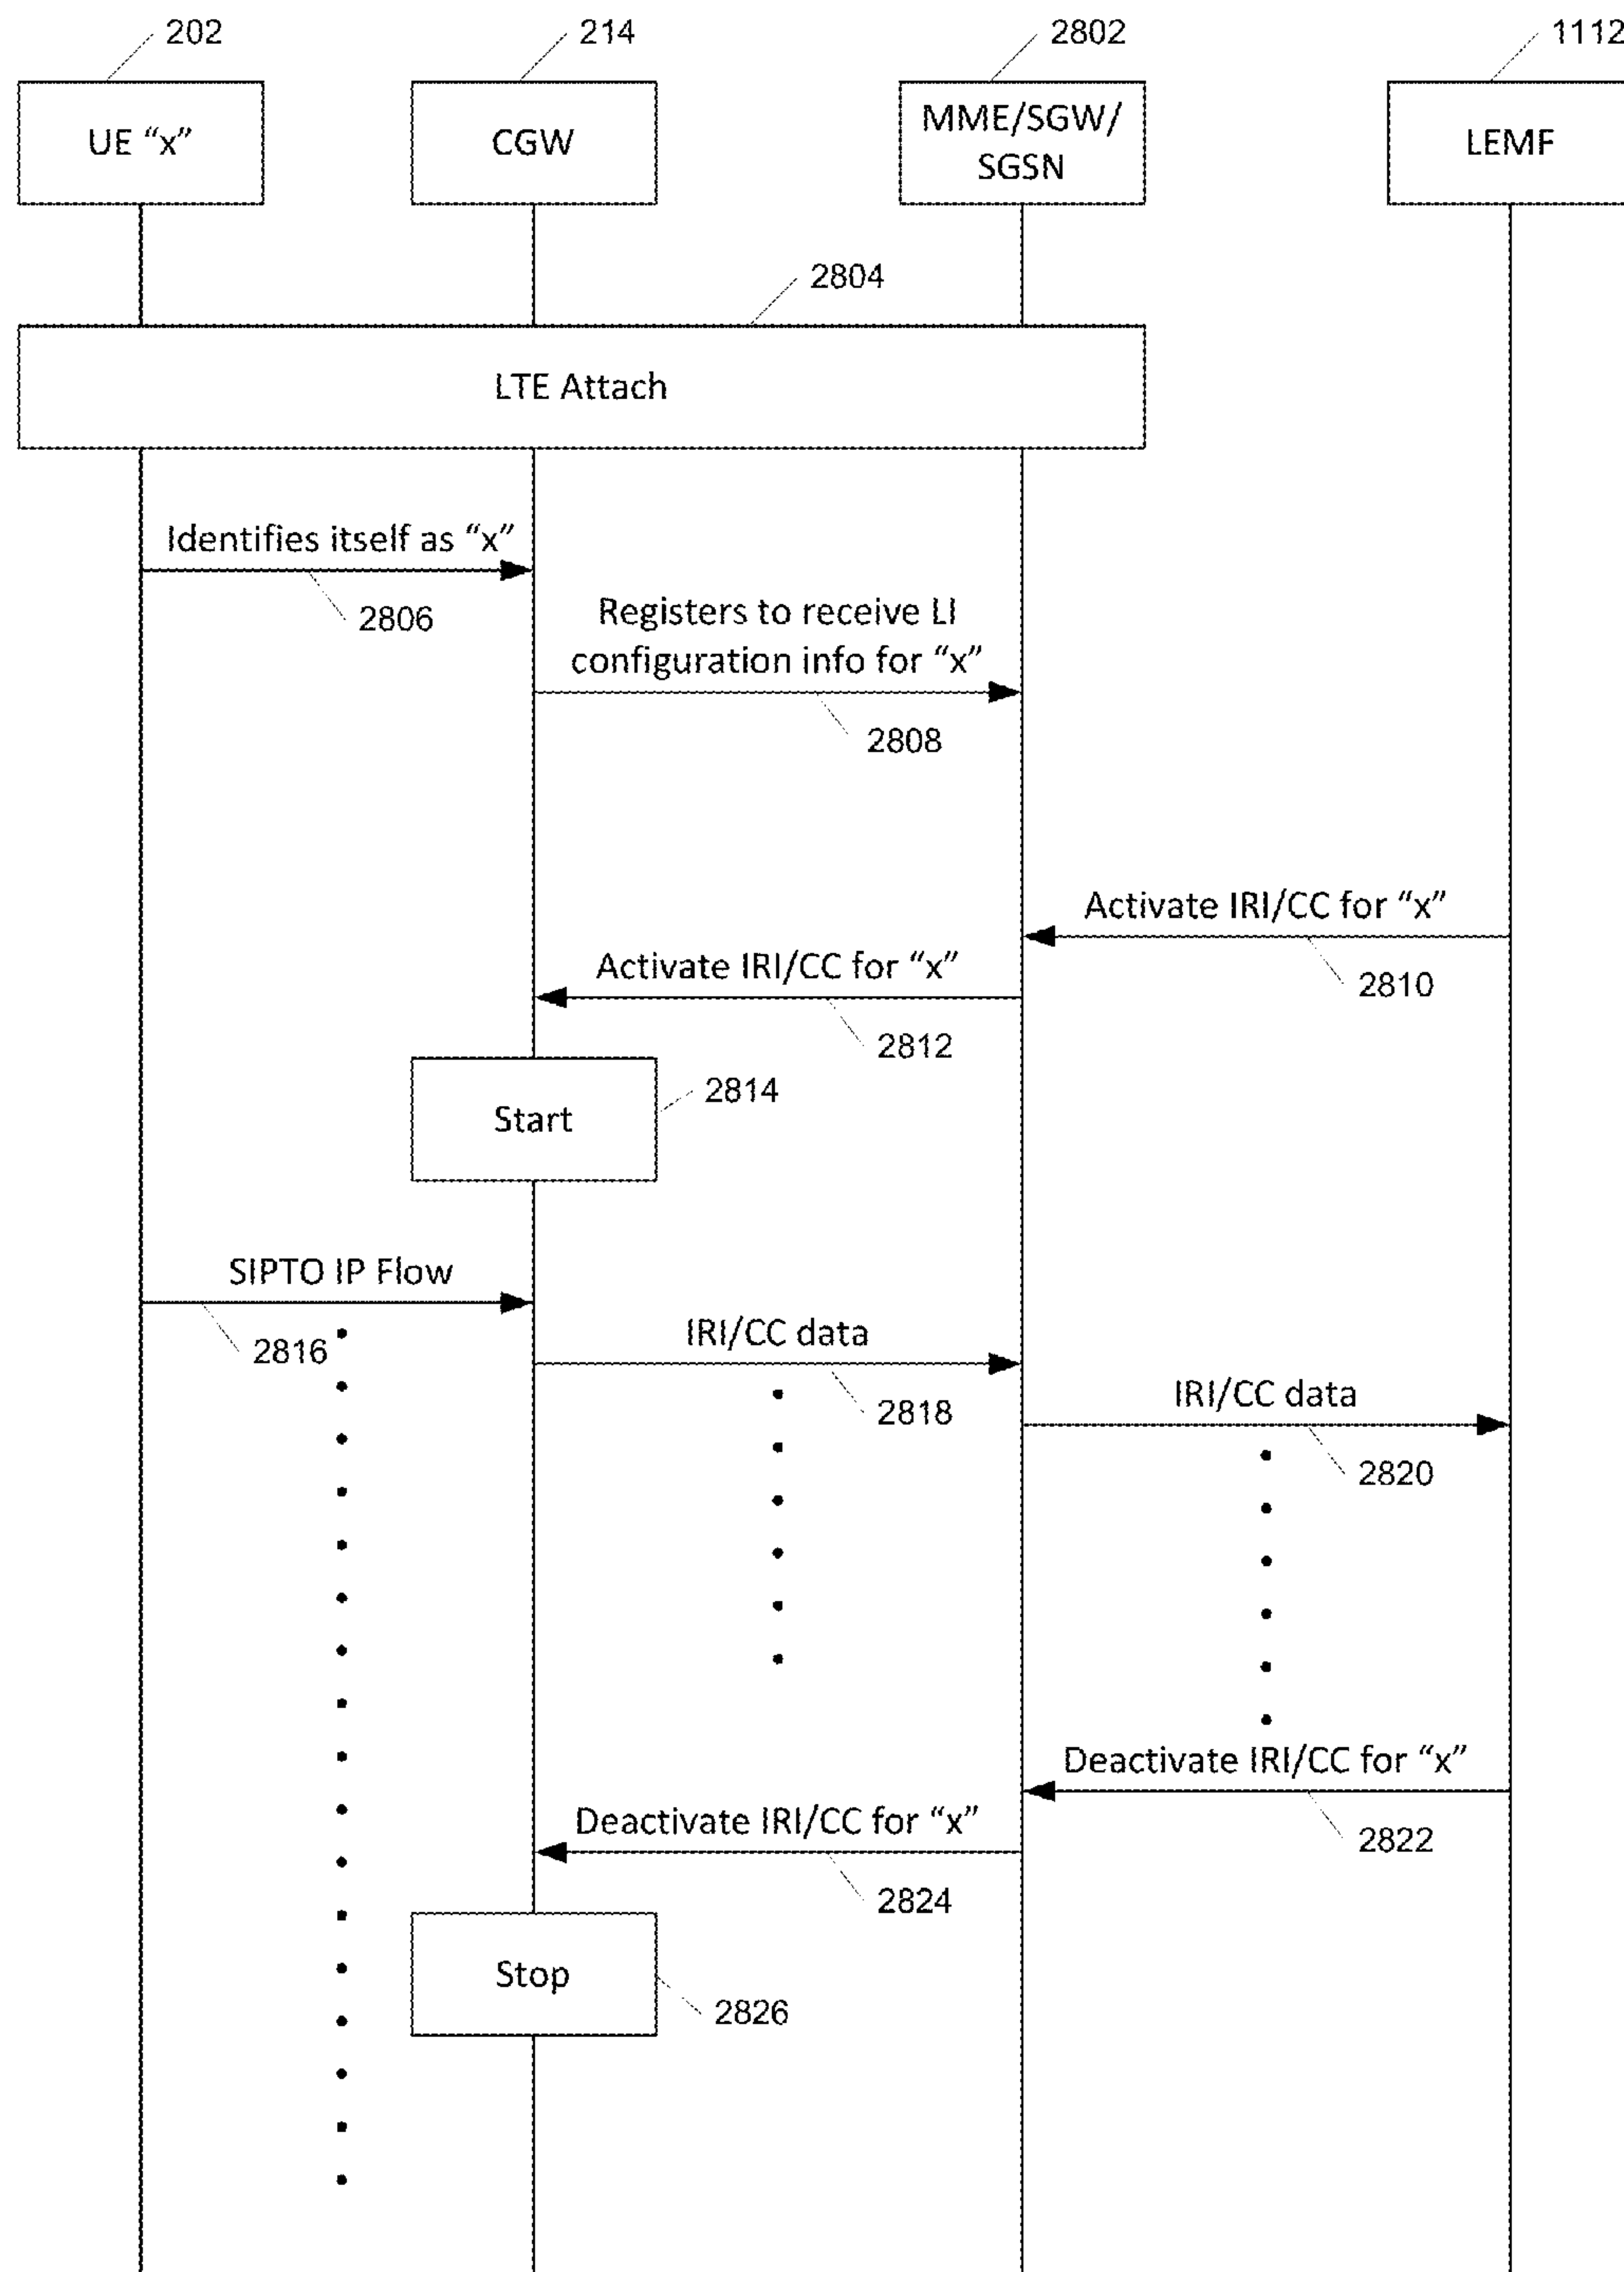 202
214
2802
1112
UE “x”
CGW
MME/SGW/
SGSN
LEMF
2804
LTE Attach
Identifies itself as “x”
2806
Registers to receive LI
configuration info for “x”
2808
Activate IRI/CC for “x”
2810
Activate IRI/CC for “x”
2812
2814
Start
SIPTO IP Flow
2816
IRI/CC data
2818
IRI/CC data
2820
Deactivate IRI/CC for “x”
2822
Deactivate IRI/CC for “x”
2824
Stop
2826